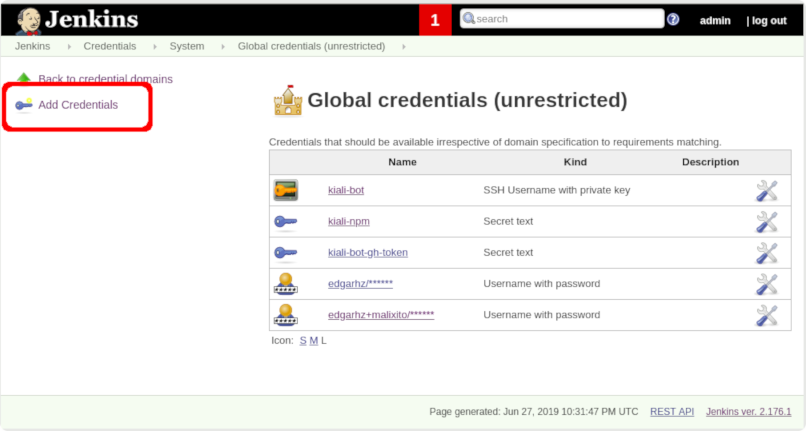 Jenkins 1 search admin | log out
Jenkins Credentials System Global credentials (unrestricted)
Back to credential domains
Add Credentials
Global credentials (unrestricted)
Credentials that should be available irrespective of domain specification to requirements matching.
Name Kind Description
kiali-bot SSH Username with private key
kiali-npm Secret text
kiali-bot-gh-token Secret text
edgarhz/****** Username with password
edgarhz+malixito/****** Username with password
Icon: S M L
Page generated: Jun 27, 2019 10:31:47 PM UTC REST API Jenkins ver. 2.176.1